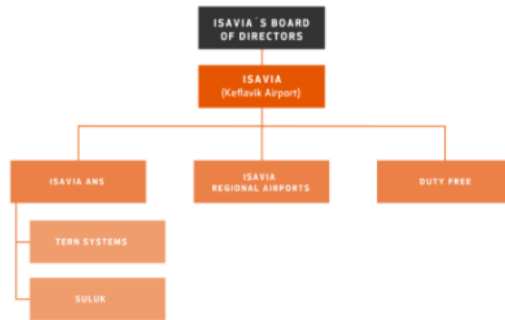 ISAVIA´S BOARD
OF DIRECTORS
ISAVIA
(Keflavik Airport)
ISAVIA ANS
ISAVIA
REGIONAL AIRPORTS
DUTY FREE
TERN SYSTEMS
SULUK